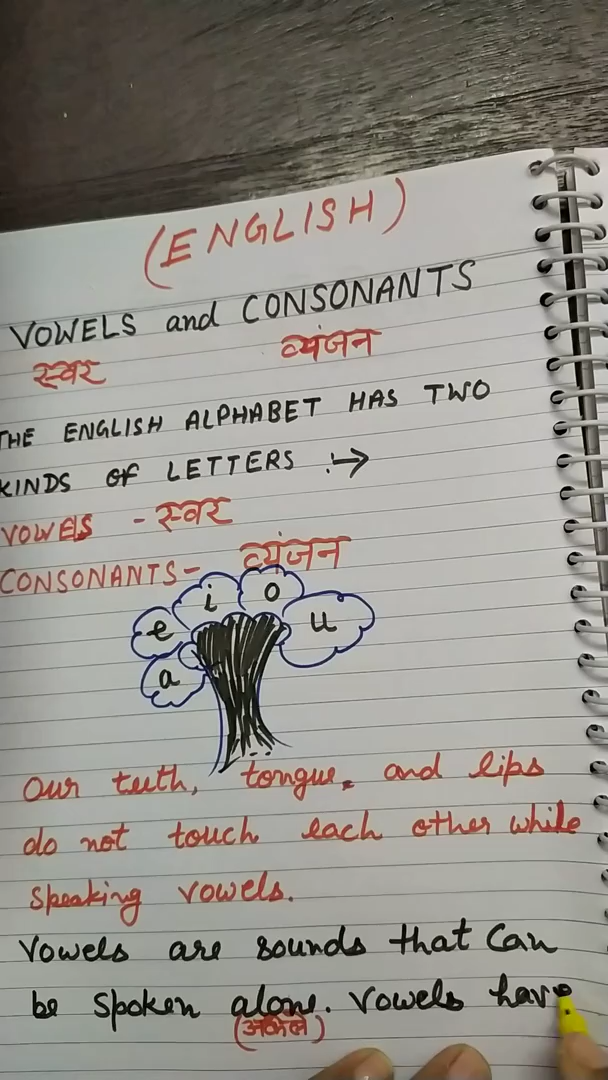 (ENGLISH)
VOWELS and CONSONANTS
स्वर व्यंजन
THE ENGLISH ALPHABET HAS TWO
KINDS OF LETTERS :→
VOWELS - स्वर
CONSONANTS- व्यंजन
a e i o u
Our teeth, tongue, and lips
do not touch each other while
speaking vowels.
Vowels are sounds that can
be spoken alone. Vowels have
(अकेले)